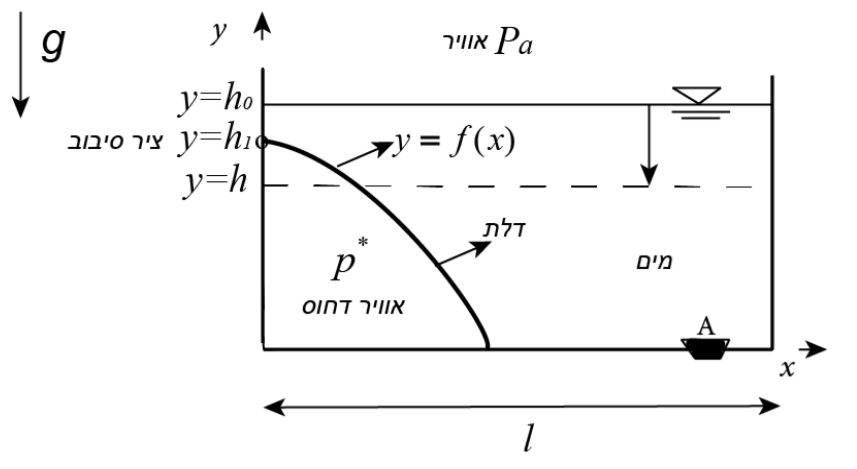 g
y
אוויר Pa
y=h₀
ציר סיבוב y=h₁
y = f(x)
y=h
דלת
p*
מים
אוויר דחוס
A
x
l